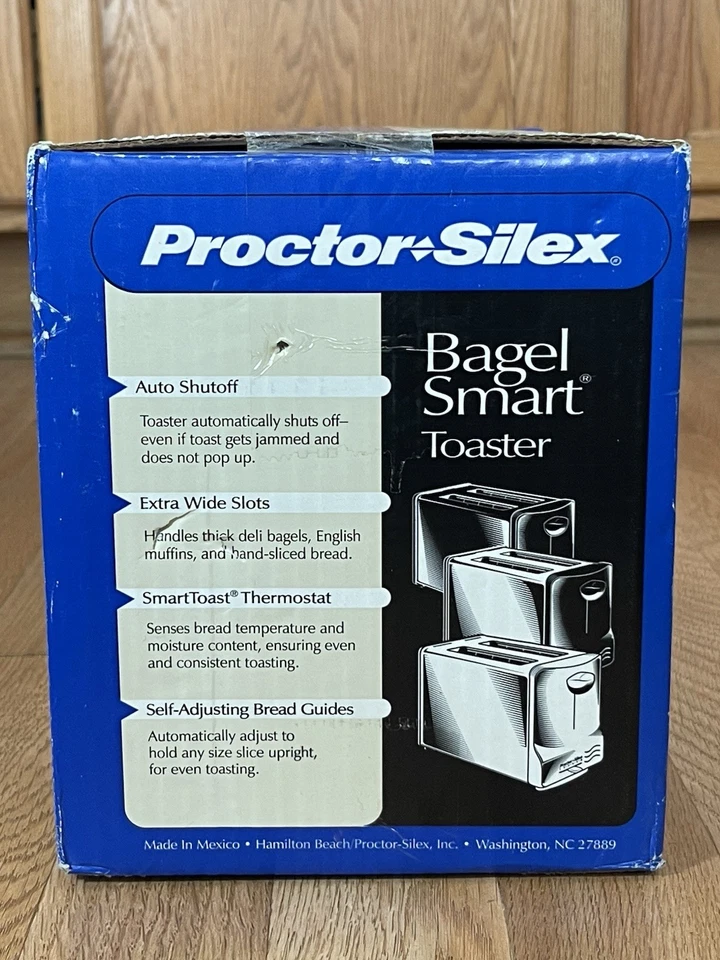 Proctor-Silex®
Bagel
Smart®
Toaster
Auto Shutoff
Toaster automatically shuts off–
even if toast gets jammed and
does not pop up.
Extra Wide Slots
Handles thick deli bagels, English
muffins, and hand-sliced bread.
SmartToast® Thermostat
Senses bread temperature and
moisture content, ensuring even
and consistent toasting.
Self-Adjusting Bread Guides
Automatically adjust to
hold any size slice upright,
for even toasting.
Made In Mexico • Hamilton Beach/Proctor-Silex, Inc. • Washington, NC 27889